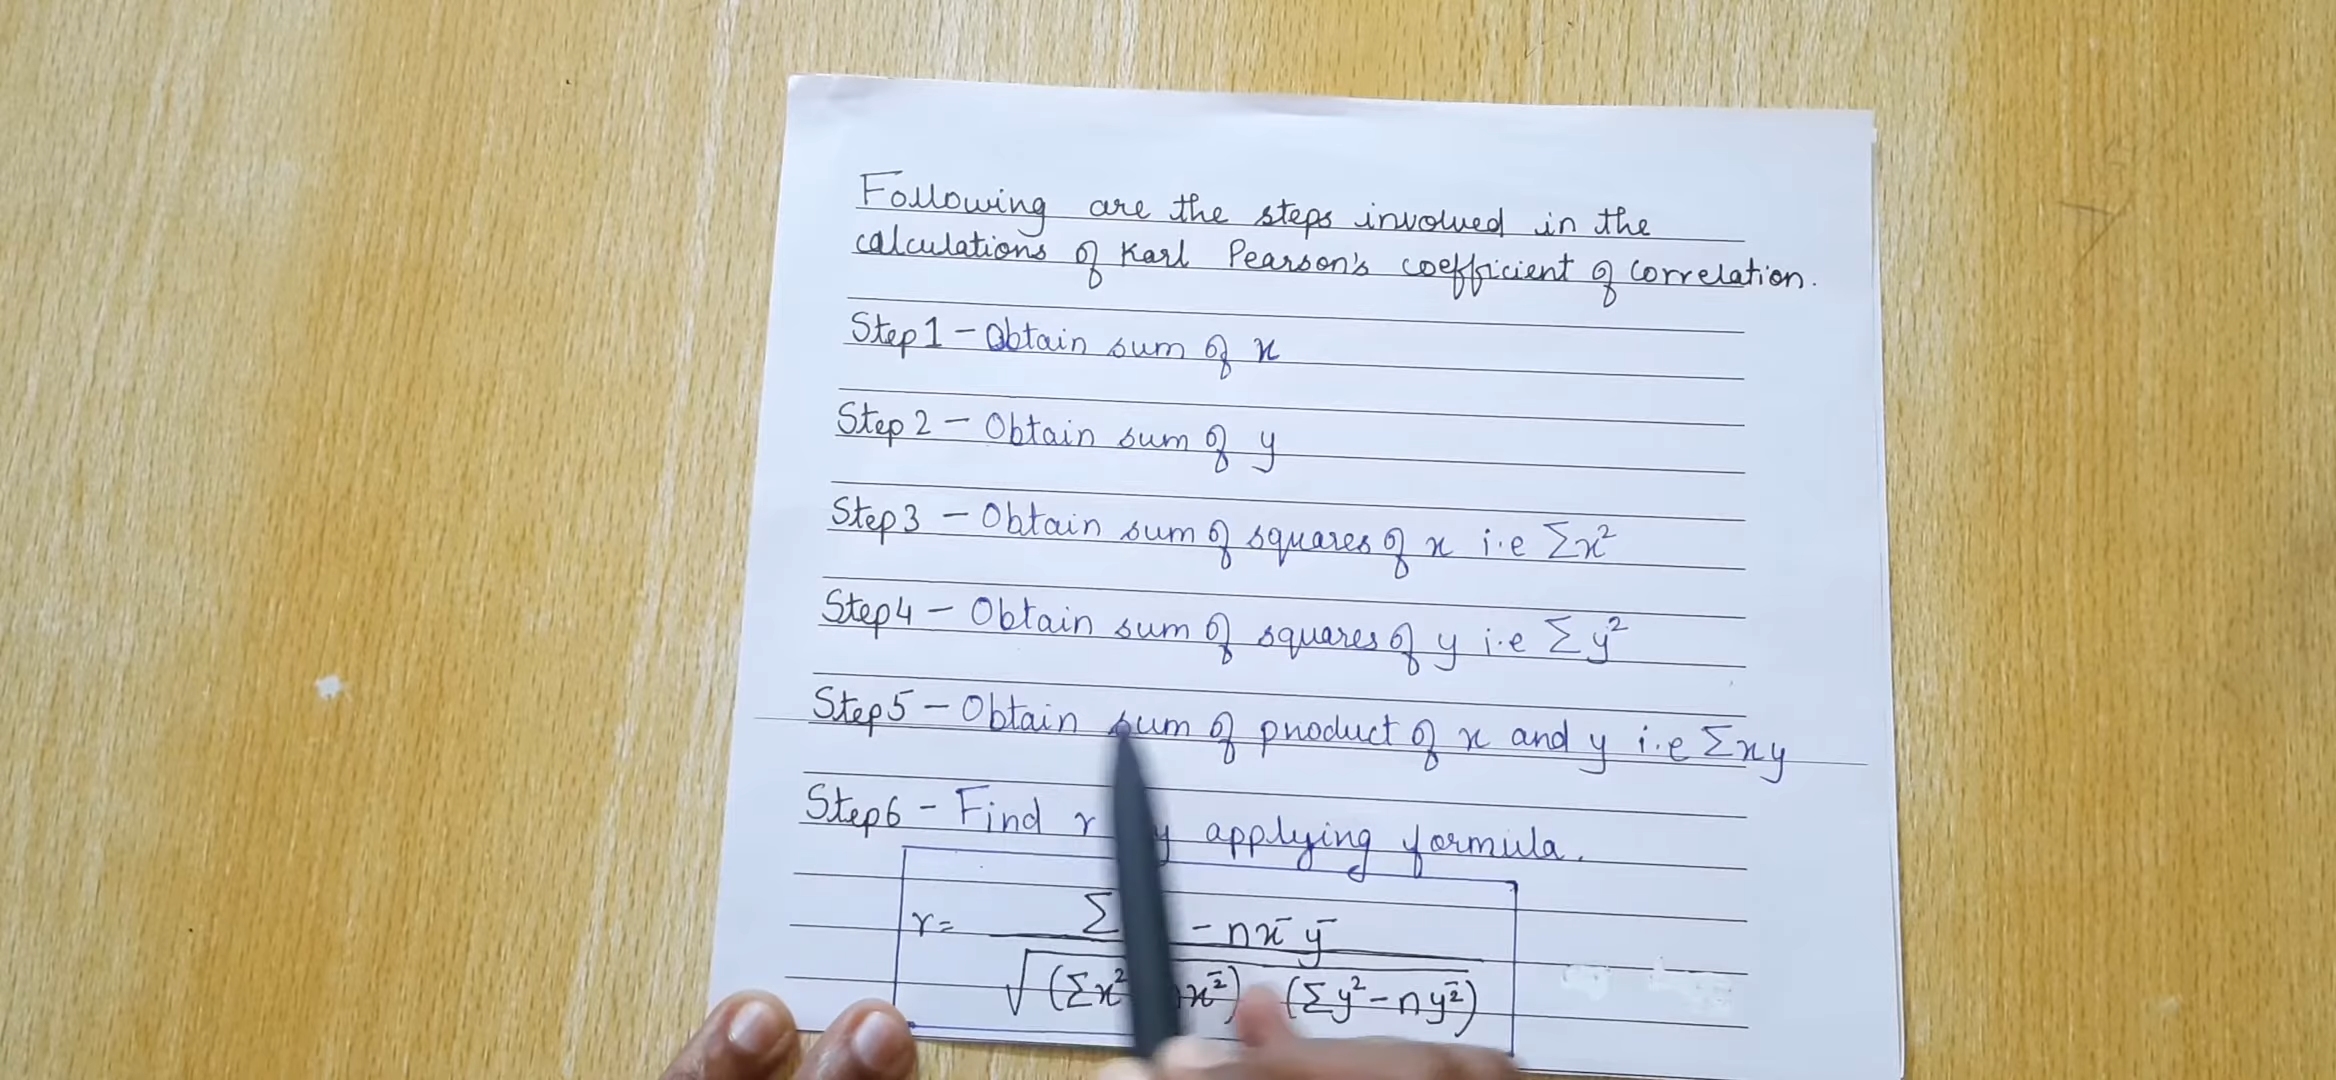 Following are the steps involved in the
calculations of Karl Pearson's coefficient of correlation.
Step 1 - Obtain sum of x
Step 2 - Obtain sum of y
Step 3 - Obtain sum of squares of x i.e Σx²
Step 4 - Obtain sum of squares of y i.e Σy²
Step 5 - Obtain sum of product of x and y i.e Σxy
Step 6 - Find r applying formula.
r = Σ - nx̄ ȳ
√(Σx² x̄²) (Σy² - nȳ²)